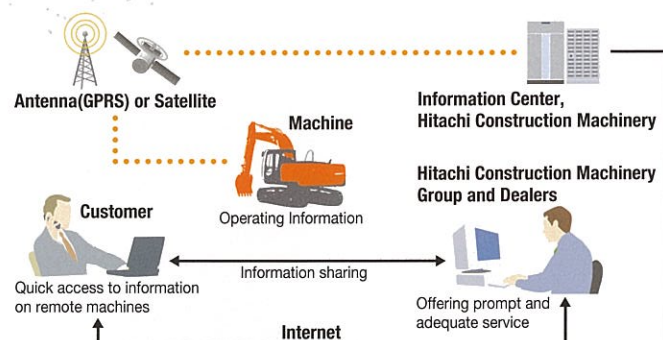 Antenna(GPRS) or Satellite
Information Center,
Hitachi Construction Machinery
Machine
Operating Information
Hitachi Construction Machinery
Group and Dealers
Customer
Quick access to information
on remote machines
Information sharing
Offering prompt and
adequate service
Internet